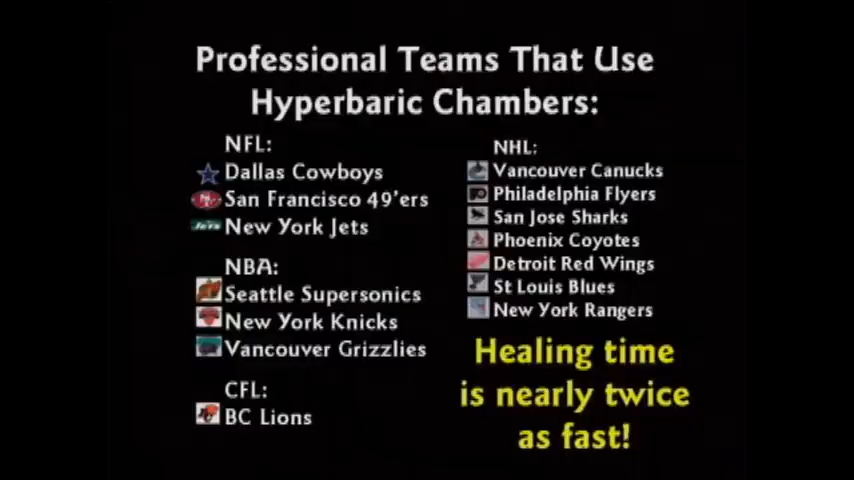 Professional Teams That Use
Hyperbaric Chambers:
NFL:
Dallas Cowboys
San Francisco 49'ers
JETS New York Jets
NBA:
Seattle Supersonics
New York Knicks
Vancouver Grizzlies
CFL:
BC Lions
NHL:
Vancouver Canucks
Philadelphia Flyers
San Jose Sharks
Phoenix Coyotes
Detroit Red Wings
St Louis Blues
New York Rangers
Healing time
is nearly twice
as fast!